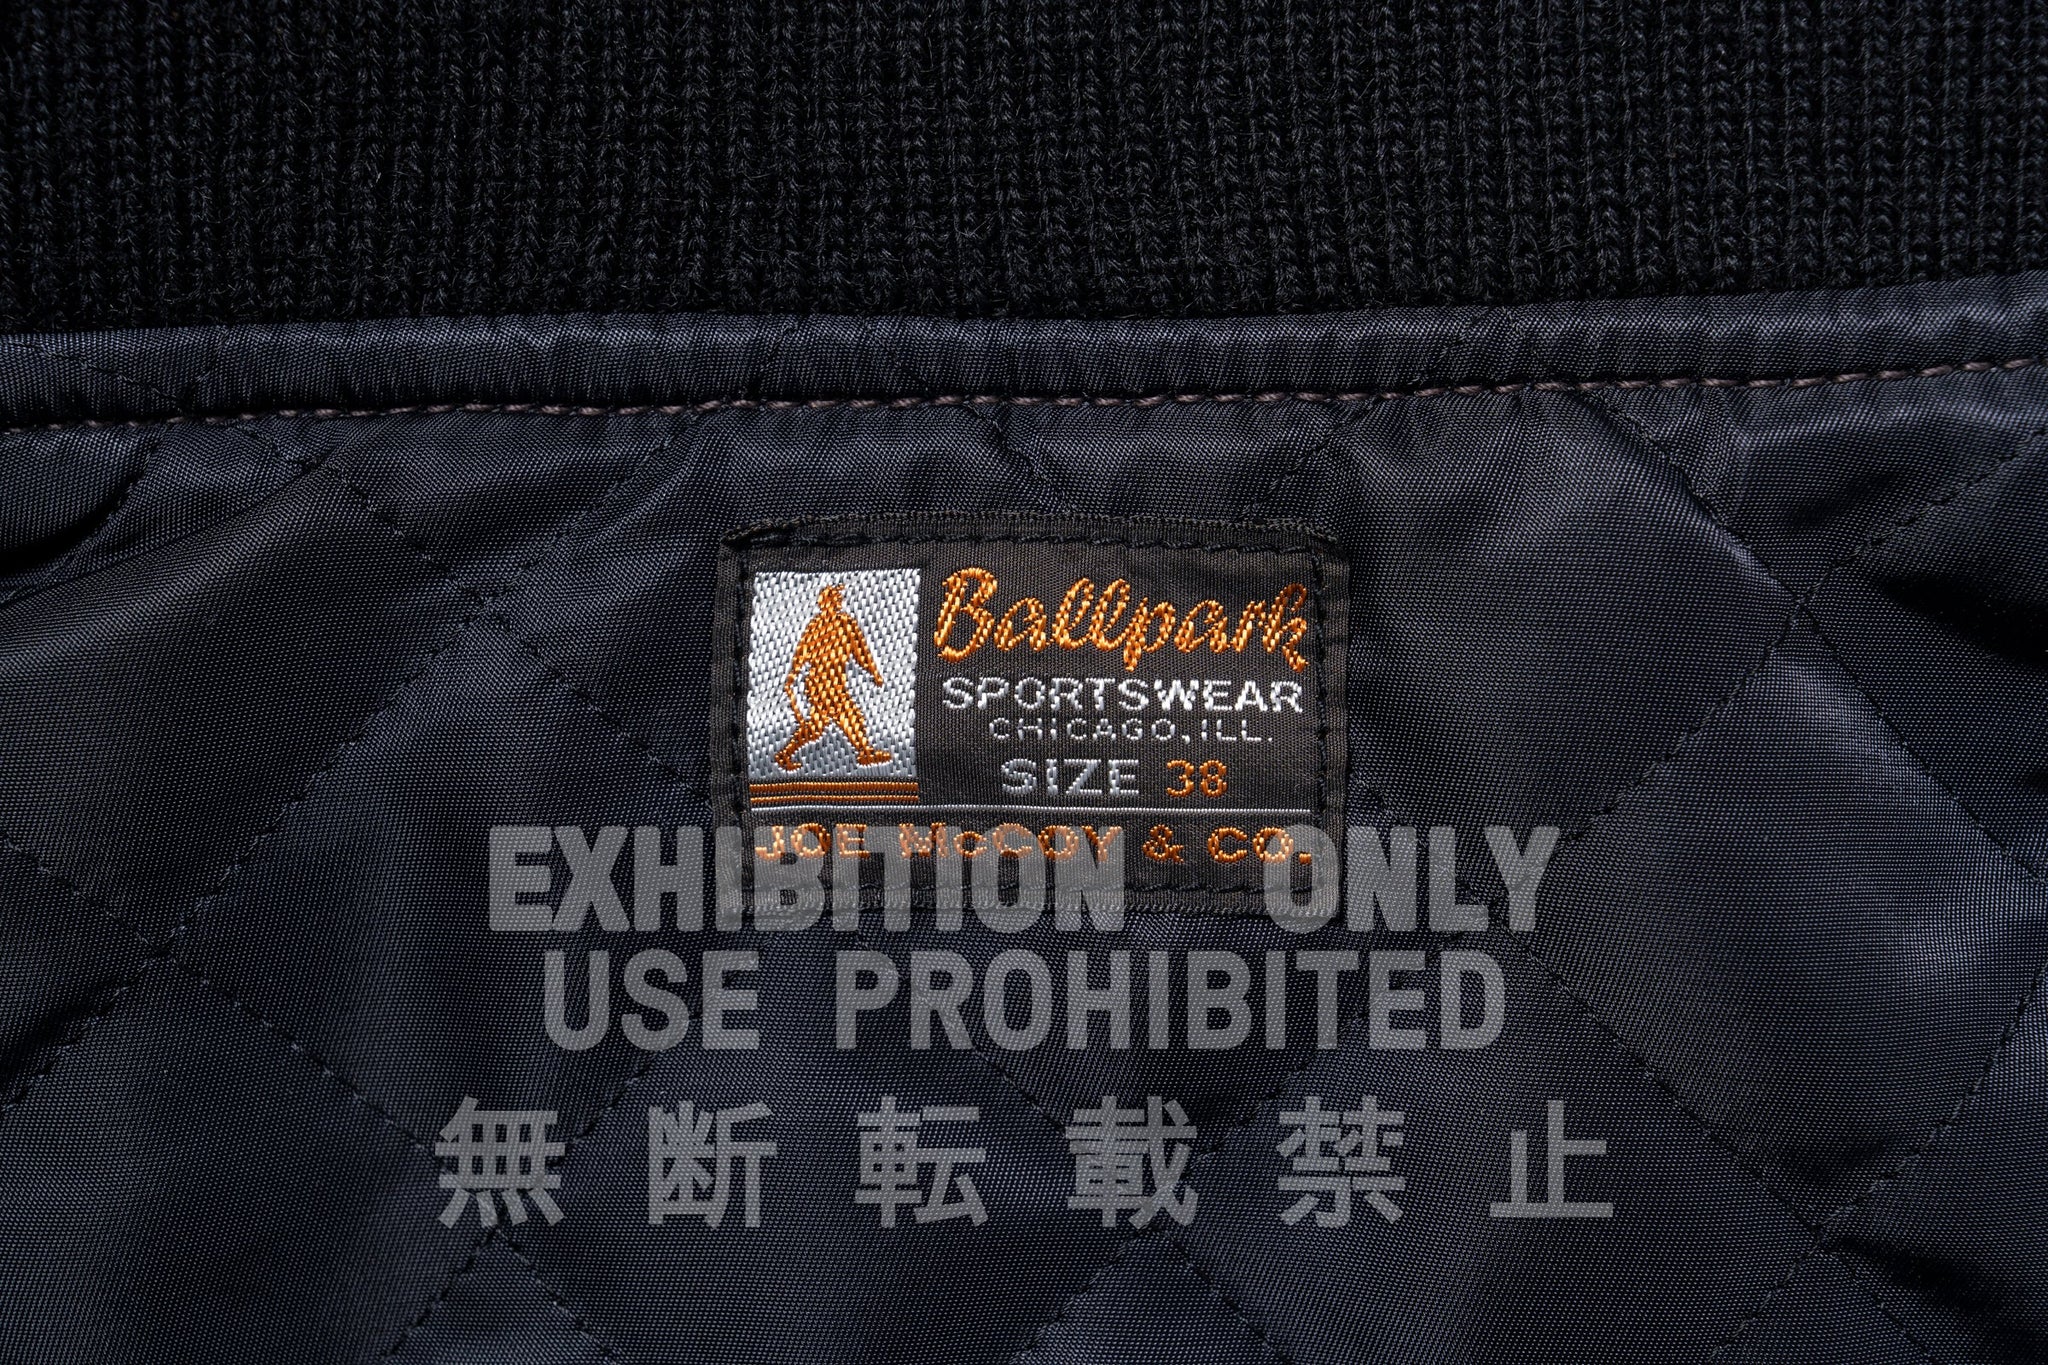 Ballpark
SPORTSWEAR
CHICAGO, ILL.
SIZE 38
JOE McCOY & CO.
EXHIBITION ONLY
USE PROHIBITED
無断転載禁止